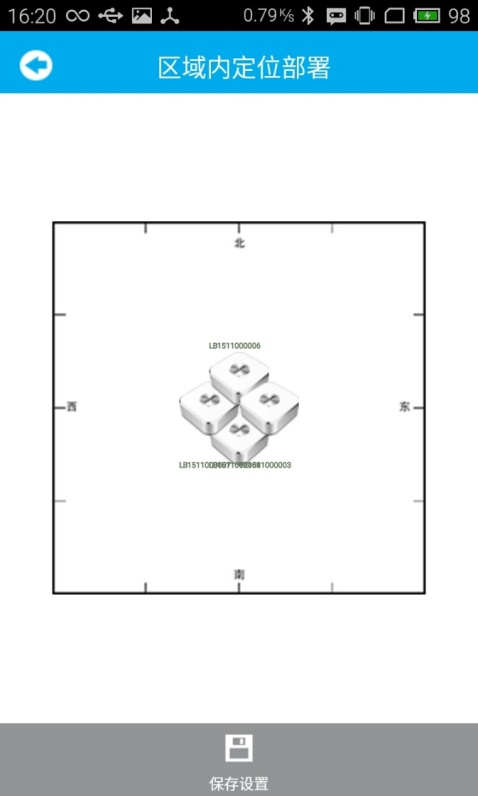 16:20 0.79 K/s 98
区域内定位部署
北
LB1511000006
西 东
南
保存设置